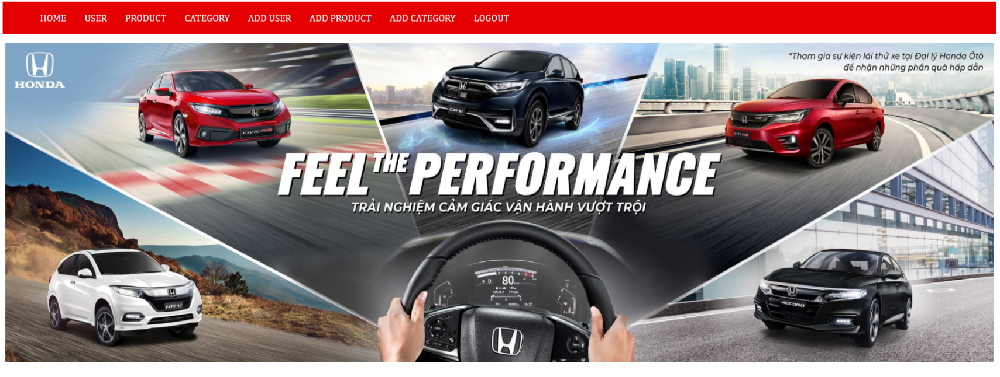 HOME USER PRODUCT CATEGORY ADD USER ADD PRODUCT ADD CATEGORY LOGOUT
HONDA
*Tham gia sự kiện lái thử xe tại Đại lý Honda Ôtô
để nhận những phần quà hấp dẫn
CIVIC RS
CR-V
CITY RS
FEEL THE PERFORMANCE
TRẢI NGHIỆM CẢM GIÁC VẬN HÀNH VƯỢT TRỘI
HR-V
D 80
16:37
ACCORD